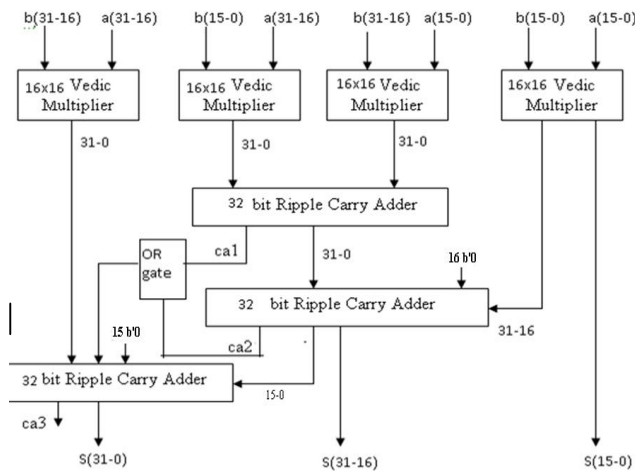 b(31-16) a(31-16) b(15-0) a(31-16) b(31-16) a(15-0) b(15-0) a(15-0)
16x16 Vedic Multiplier
16x16 Vedic Multiplier
16x16 Vedic Multiplier
16x16 Vedic Multiplier
31-0
31-0
31-0
32 bit Ripple Carry Adder
OR gate
ca1
31-0
16 b'0
32 bit Ripple Carry Adder
31-16
15 b'0
ca2
32 bit Ripple Carry Adder
15-0
ca3
S(31-0) S(31-16) S(15-0)